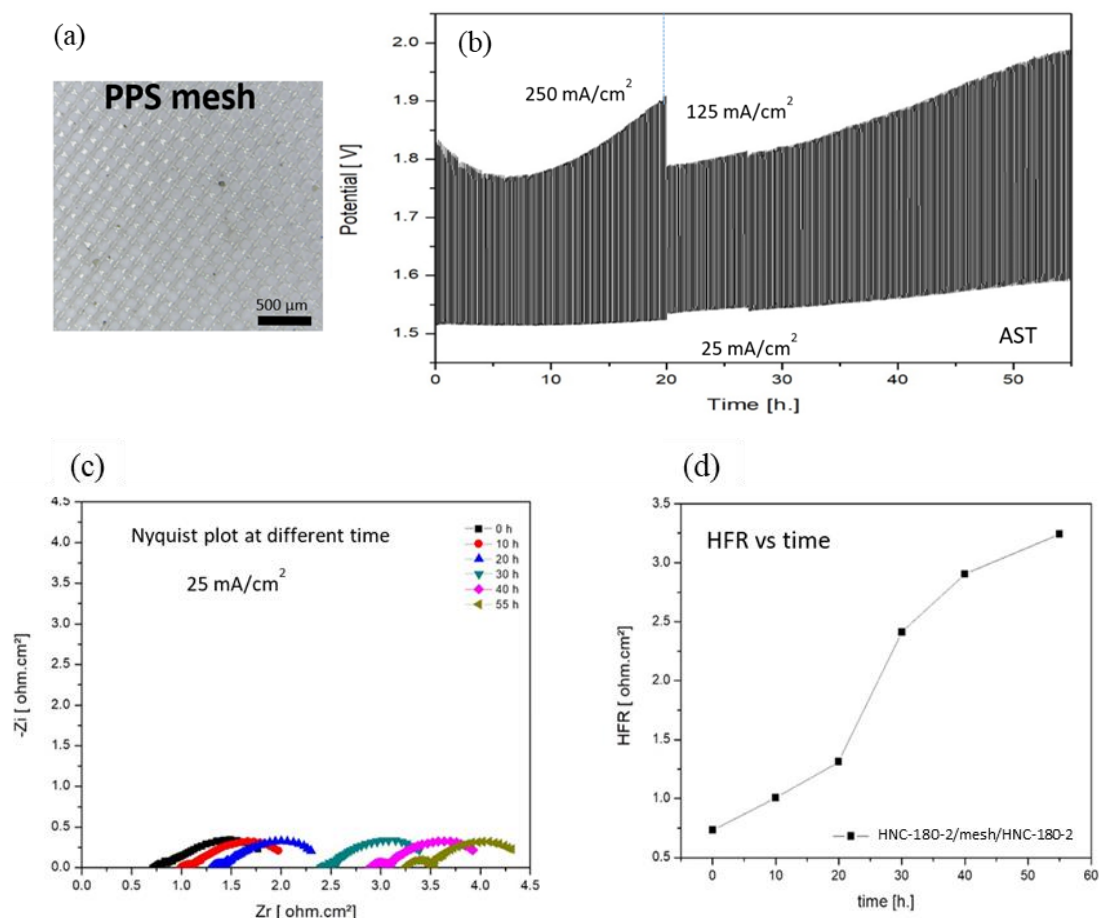 (a)
PPS mesh
500 µm
(b)
Potential [ V]
2.0
1.9
1.8
1.7
1.6
1.5
250 mA/cm²
125 mA/cm²
25 mA/cm²
AST
0
10
20
30
40
50
Time [h.]
(c)
-Zi [ ohm.cm²]
4.5
4.0
3.5
3.0
2.5
2.0
1.5
1.0
0.5
0.0
Nyquist plot at different time
25 mA/cm²
0 h
10 h
20 h
30 h
40 h
55 h
0.0
0.5
1.0
1.5
2.0
2.5
3.0
3.5
4.0
4.5
Zr [ ohm.cm²]
(d)
HFR [ ohm.cm²]
3.5
3.0
2.5
2.0
1.5
1.0
0.5
HFR vs time
HNC-180-2/mesh/HNC-180-2
0
10
20
30
40
50
60
time [h.]